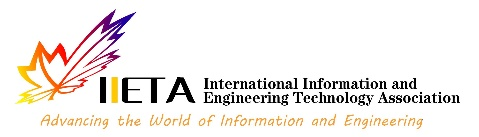 IIETA International Information and
Engineering Technology Association
Advancing the World of Information and Engineering